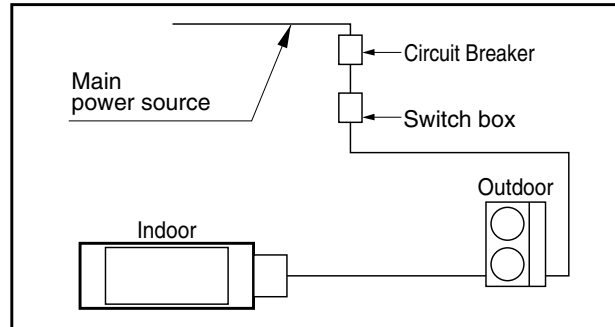 Circuit Breaker
Main
power source
Switch box
Outdoor
Indoor